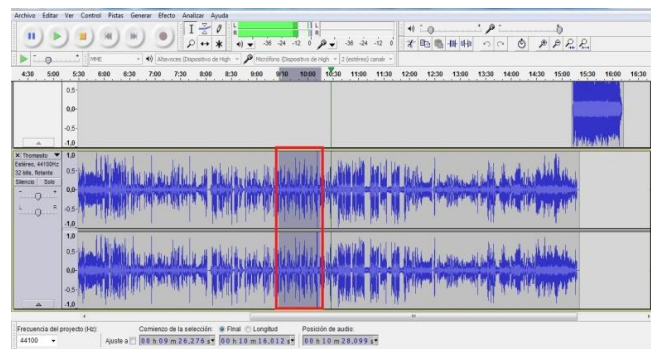 Archivo Editar Ver Control Pistas Generar Efecto Analizar Ayuda
L
R
-36 -24 -12 0
-36 -24 -12 0
MME
Altavoces (Dispositivo de High
Micrófono (Dispositivo de High
2 (estéreo) canale
4:30 5:00 5:30 6:00 6:30 7:00 7:30 8:00 8:30 9:00 9:30 10:00 10:30 11:00 11:30 12:00 12:30 13:00 13:30 14:00 14:30 15:00 15:30 16:00 16:30
0,5
0,0
-0,5
-1,0
X Thomesito
Estéreo, 44100Hz
32 bits, flotante
Silencio Solo
- +
L R
1,0
0,5
0,0
-0,5
-1,0
1,0
0,5
0,0
-0,5
-1,0
Frecuencia del proyecto (Hz): Comienzo de la selección: Final Longitud Posición de audio:
44100 Ajuste a 00 h 09 m 26,276 s 00 h 10 m 16,012 s 00 h 10 m 28,099 s